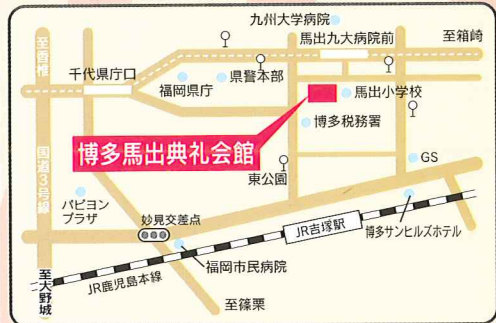 九州大学病院
馬出九大病院前
至箱崎
至香椎
千代県庁口
福岡県庁
県警本部
馬出小学校
博多税務署
博多馬出典礼会館
国道3号線
東公園
GS
パピヨン
プラザ
妙見交差点
JR吉塚駅
博多サンヒルズホテル
福岡市民病院
JR鹿児島本線
至大野城
至篠栗